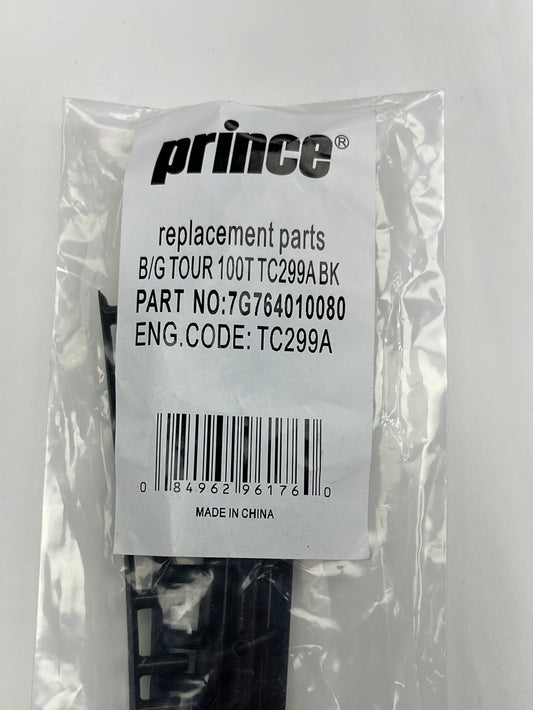 prince®
replacement parts
B/G TOUR 100T TC299A BK
PART NO:7G764010080
ENG.CODE: TC299A
0 84962 96176 0
MADE IN CHINA